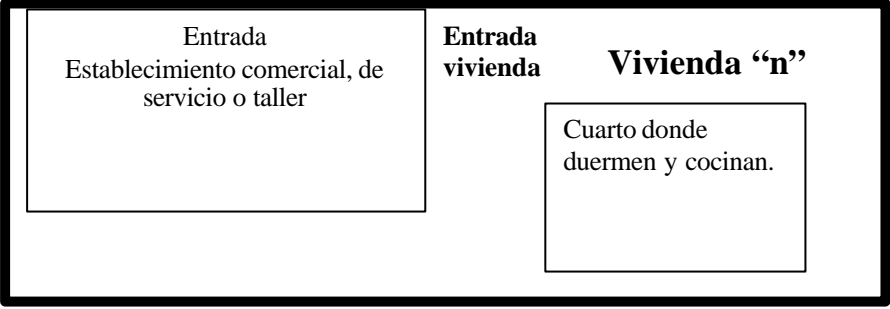 Entrada
Establecimiento comercial, de
servicio o taller
Entrada
vivienda
Vivienda “n”
Cuarto donde
duermen y cocinan.